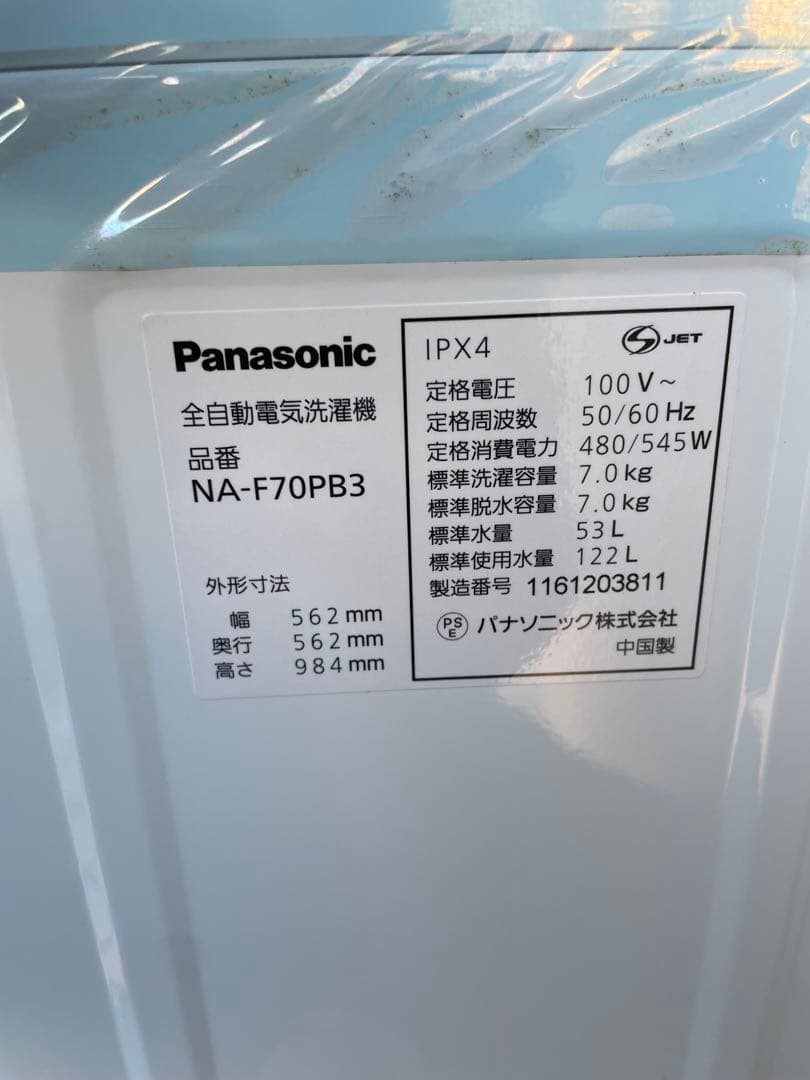 Panasonic
全自動電気洗濯機
品番
NA-F70PB3
外形寸法
幅 562mm
奥行 562mm
高さ 984mm
IPX4
S JET
定格電圧 100V～
定格周波数 50/60Hz
定格消費電力 480/545W
標準洗濯容量 7.0kg
標準脱水容量 7.0kg
標準水量 53L
標準使用水量 122L
製造番号 1161203811
PSE パナソニック株式会社
中国製